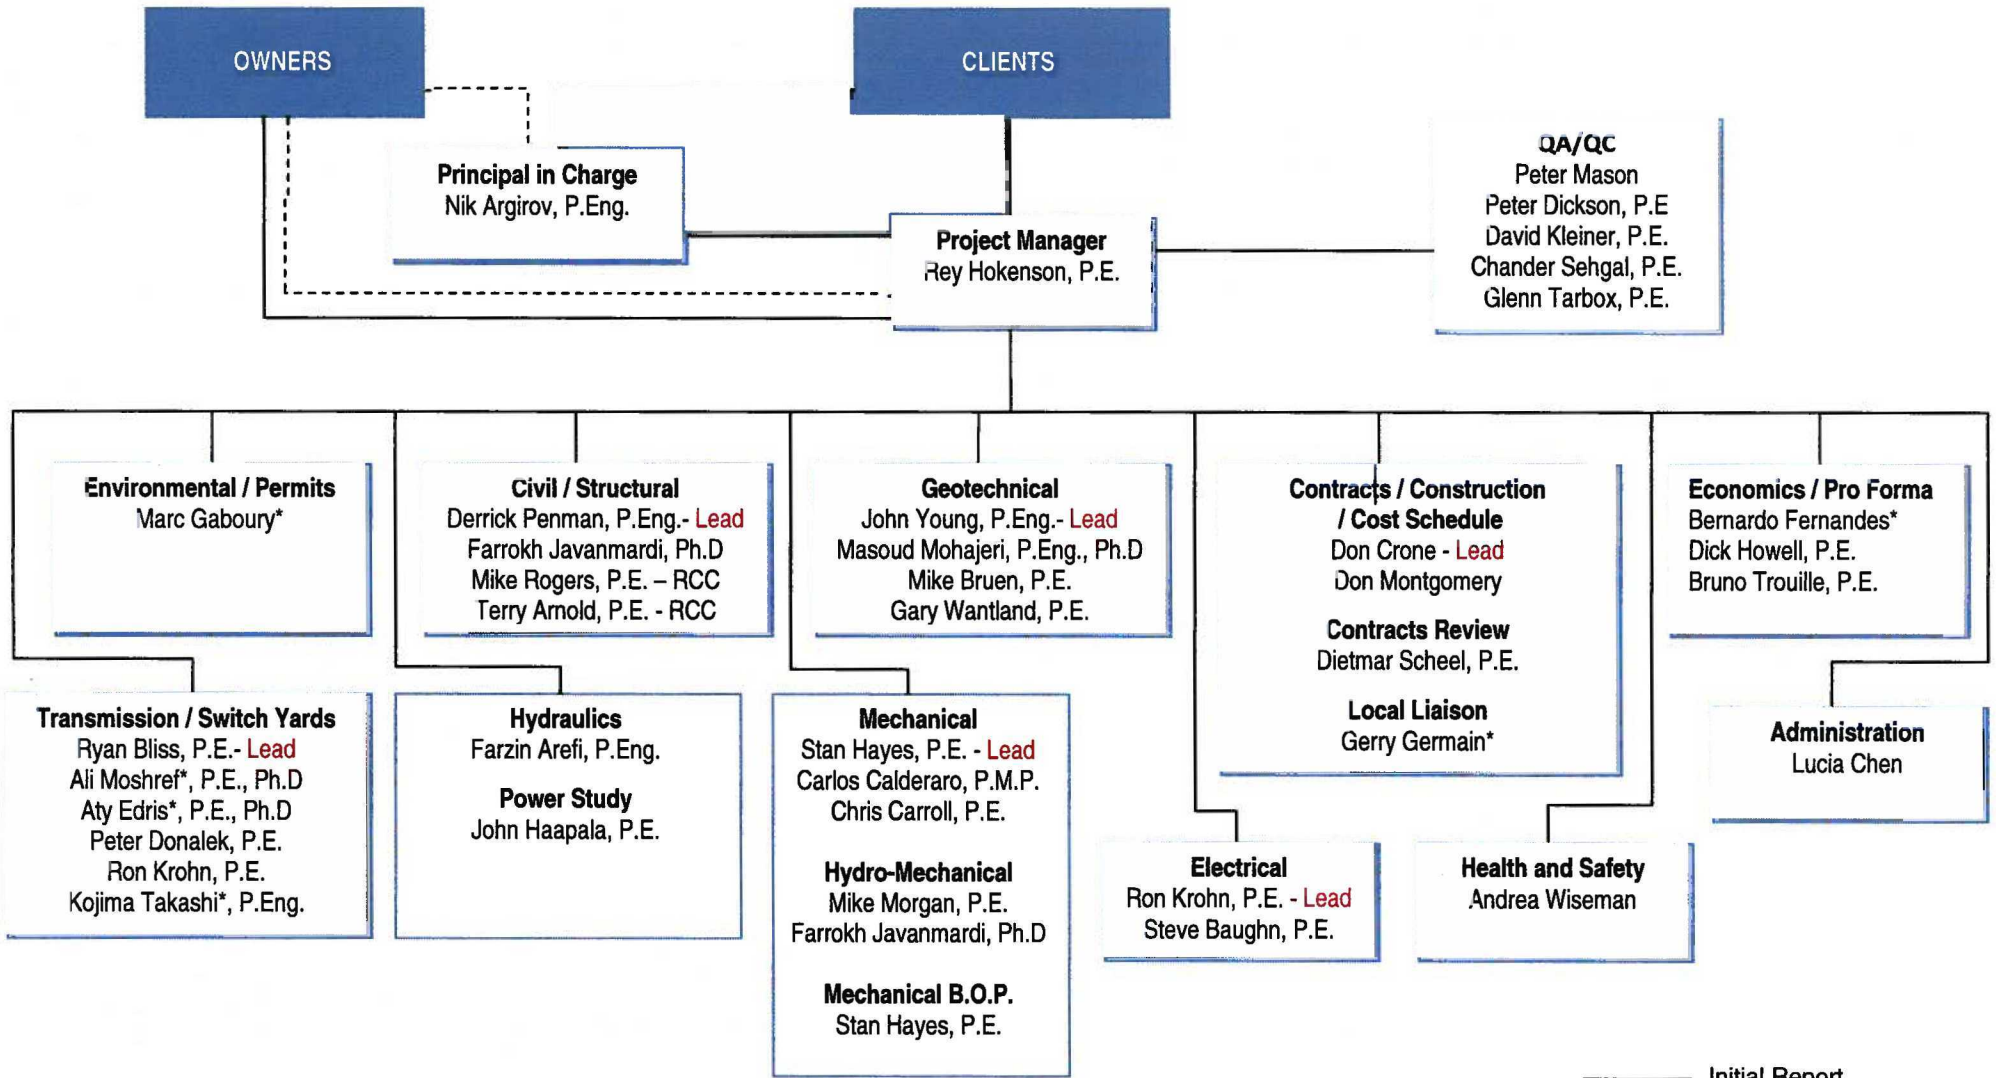 OWNERS
CLIENTS
Principal in Charge
Nik Argirov, P.Eng.
Project Manager
Rey Hokenson, P.E.
QA/QC
Peter Mason
Peter Dickson, P.E
David Kleiner, P.E.
Chander Sehgal, P.E.
Glenn Tarbox, P.E.
Environmental / Permits
Marc Gaboury*
Civil / Structural
Derrick Penman, P.Eng.- Lead
Farrokh Javanmardi, Ph.D
Mike Rogers, P.E. – RCC
Terry Arnold, P.E. - RCC
Geotechnical
John Young, P.Eng.- Lead
Masoud Mohajeri, P.Eng., Ph.D
Mike Bruen, P.E.
Gary Wantland, P.E.
Contracts / Construction
/ Cost Schedule
Don Crone - Lead
Don Montgomery
Contracts Review
Dietmar Scheel, P.E.
Local Liaison
Gerry Germain*
Economics / Pro Forma
Bernardo Fernandes*
Dick Howell, P.E.
Bruno Trouille, P.E.
Transmission / Switch Yards
Ryan Bliss, P.E.- Lead
Ali Moshref*, P.E., Ph.D
Aty Edris*, P.E., Ph.D
Peter Donalek, P.E.
Ron Krohn, P.E.
Kojima Takashi*, P.Eng.
Hydraulics
Farzin Arefi, P.Eng.
Power Study
John Haapala, P.E.
Mechanical
Stan Hayes, P.E. - Lead
Carlos Calderaro, P.M.P.
Chris Carroll, P.E.
Hydro-Mechanical
Mike Morgan, P.E.
Farrokh Javanmardi, Ph.D
Mechanical B.O.P.
Stan Hayes, P.E.
Electrical
Ron Krohn, P.E. - Lead
Steve Baughn, P.E.
Health and Safety
Andrea Wiseman
Administration
Lucia Chen
Initial Report